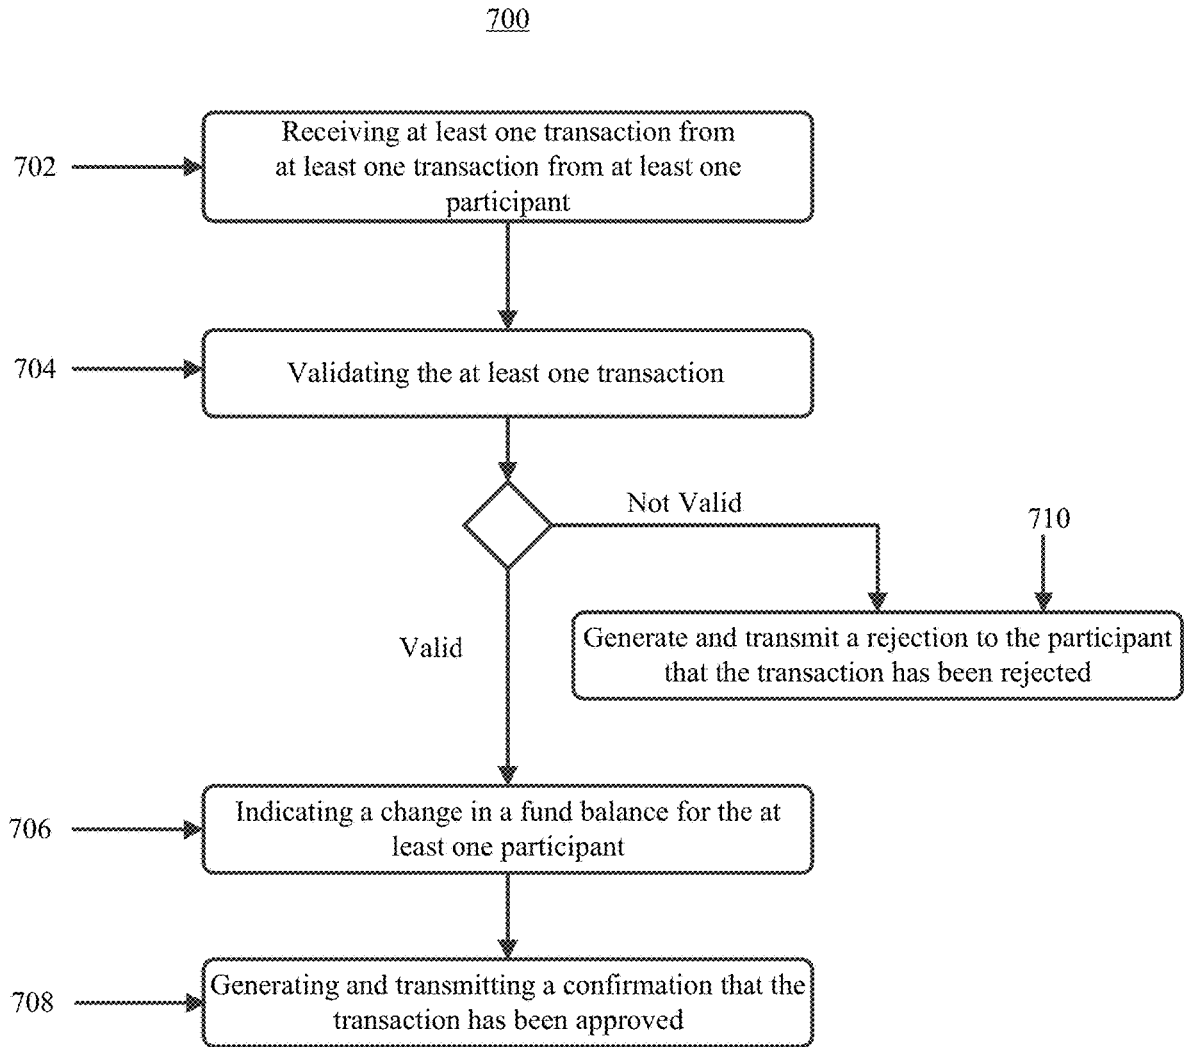 700
702
Receiving at least one transaction from
at least one transaction from at least one
participant
704
Validating the at least one transaction
Not Valid
710
Generate and transmit a rejection to the participant
that the transaction has been rejected
Valid
706
Indicating a change in a fund balance for the at
least one participant
708
Generating and transmitting a confirmation that the
transaction has been approved